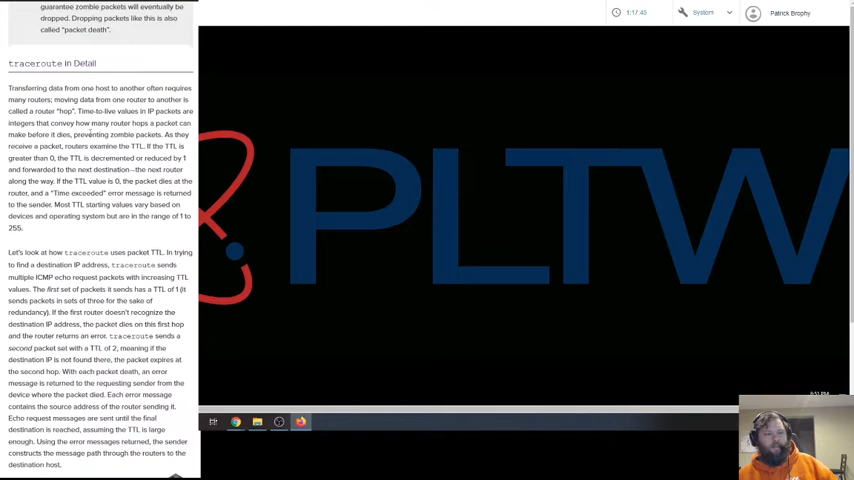 guarantee zombie packets will eventually be
dropped. Dropping packets like this is also
called “packet death”.
traceroute in Detail
Transferring data from one host to another often requires
many routers; moving data from one router to another is
called a router “hop”. Time-to-live values in IP packets are
integers that convey how many router hops a packet can
make before it dies, preventing zombie packets. As they
receive a packet, routers examine the TTL. If the TTL is
greater than 0, the TTL is decremented or reduced by 1
and forwarded to the next destination—the next router
along the way. If the TTL value is 0, the packet dies at the
router, and a “Time exceeded” error message is returned
to the sender. Most TTL starting values vary based on
devices and operating system but are in the range of 1 to
255.
Let’s look at how traceroute uses packet TTL. In trying
to find a destination IP address, traceroute sends
multiple ICMP echo request packets with increasing TTL
values. The first set of packets it sends has a TTL of 1 (it
sends packets in sets of three for the sake of
redundancy). If the first router doesn’t recognize the
destination IP address, the packet dies on this first hop
and the router returns an error. traceroute sends a
second packet set with a TTL of 2, meaning if the
destination IP is not found there, the packet expires at
the second hop. With each packet death, an error
message is returned to the requesting sender from the
device where the packet died. Each error message
contains the source address of the router sending it.
Echo request messages are sent until the final
destination is reached, assuming the TTL is large
enough. Using the error messages returned, the sender
constructs the message path through the routers to the
destination host.
1:17:45
System
Patrick Brophy
PLTW
6:51 PM